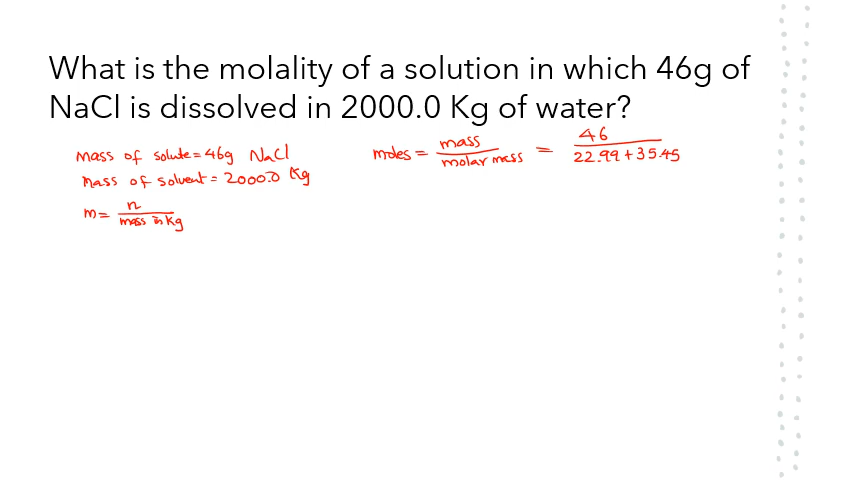 What is the molality of a solution in which 46g of
NaCl is dissolved in 2000.0 Kg of water?
mass of solute = 46g NaCl
mass of solvent = 2000.0 Kg
m = n / mass in Kg
moles = mass / molar mass = 46 / 22.99 + 35.45